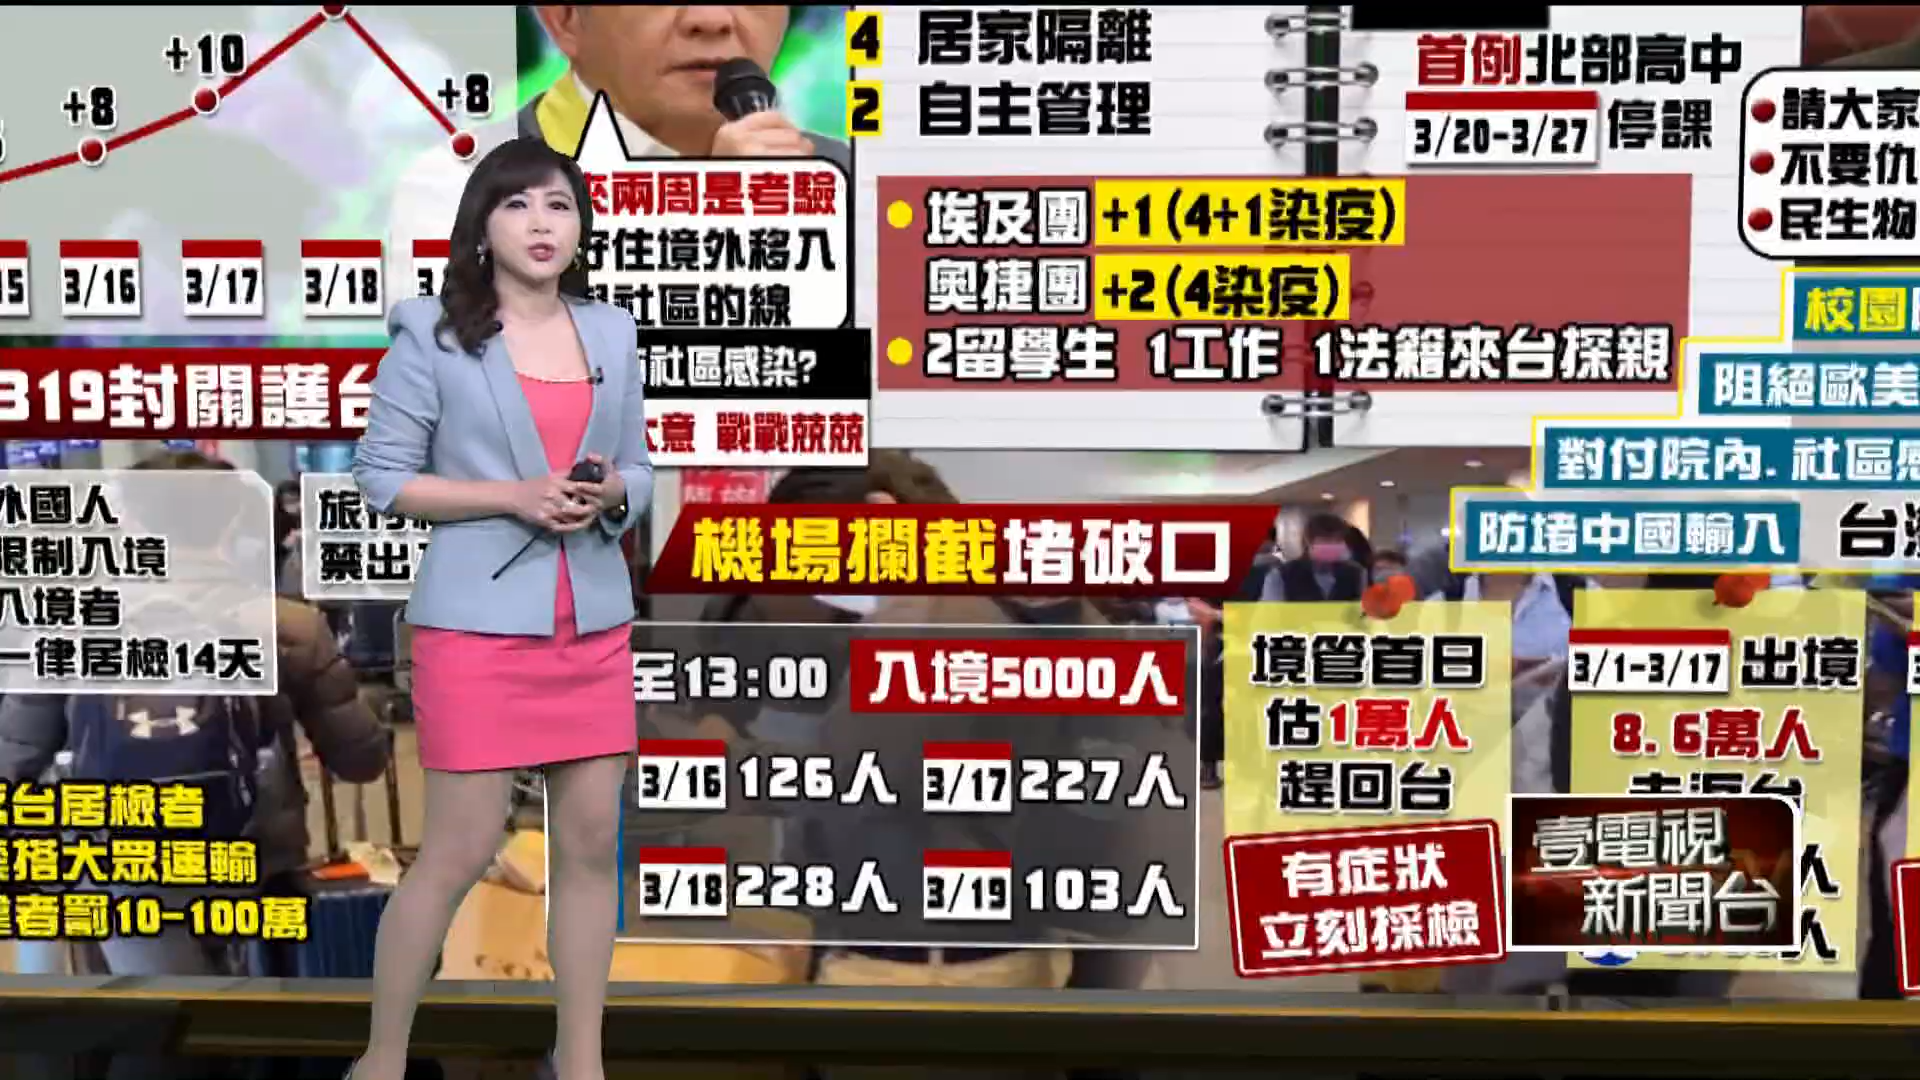 +8
+10
+8
15
3/16
3/17
3/18
319封關護台
外國人
限制入境
入境者
一律居檢14天
禁出
台居檢者
搭大眾運輸
者罰10-100萬
兩周是考驗
住境外移入
社區的線
社區感染?
意 戰戰兢兢
4 居家隔離
2 自主管理
首例北部高中
3/20-3/27 停課
埃及團 +1(4+1染疫)
奧捷團 +2(4染疫)
2留學生 1工作 1法籍來台探親
請大家
不要仇
民生物
校園
阻絕歐美
對付院內.社區感
防堵中國輸入
機場攔截堵破口
至13:00 入境5000人
3/16 126人 3/17 227人
3/18 228人 3/19 103人
境管首日
估1萬人
趕回台
有症狀
立刻採檢
3/1-3/17 出境
8.6萬人
壹電視
新聞台